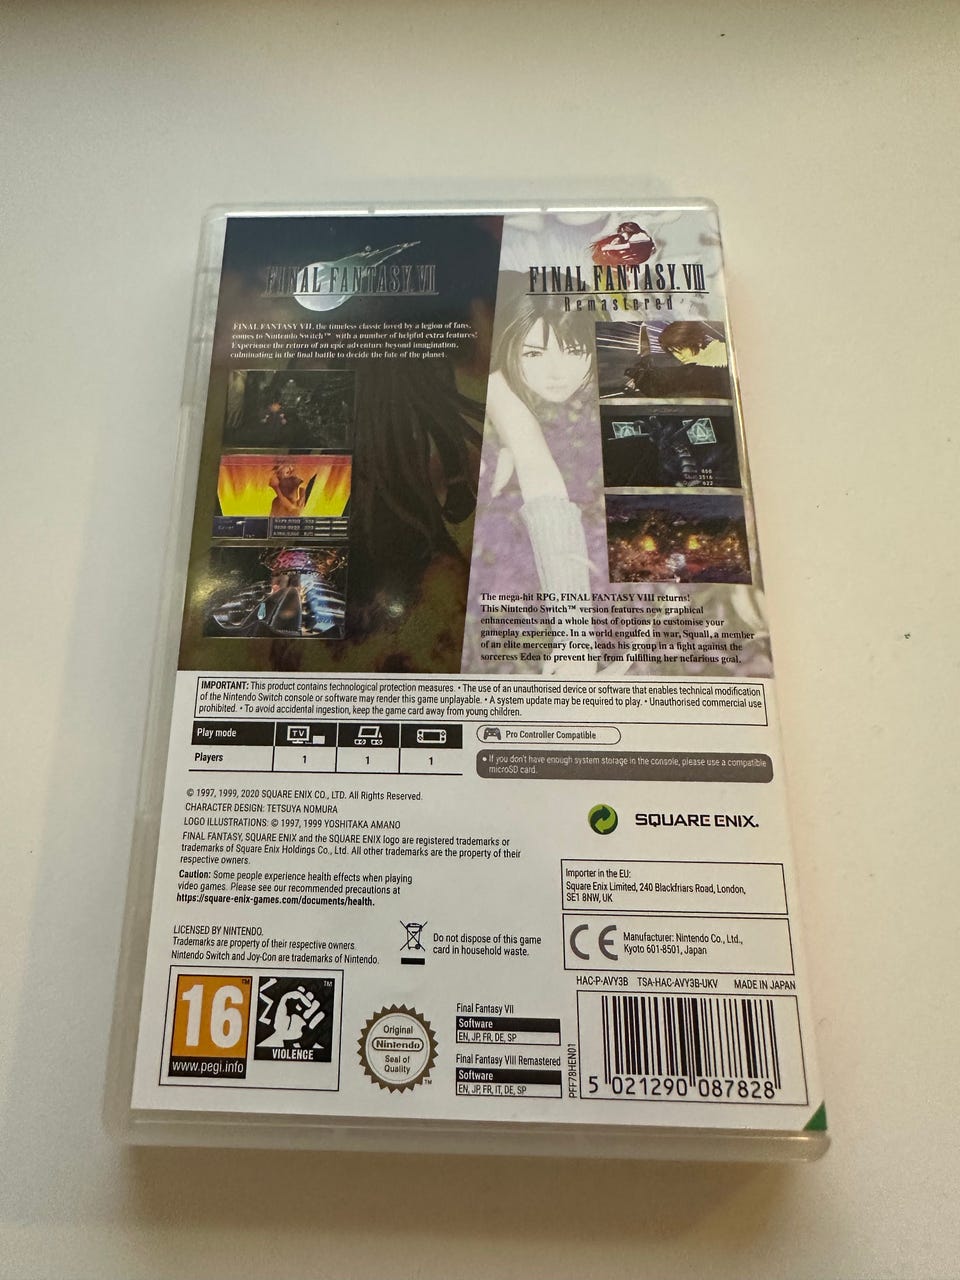 FINAL FANTASY VII
FINAL FANTASY VII, the timeless classic loved by a legion of fans,
comes to Nintendo Switch™ with a number of helpful extra features!
Experience the return of an epic adventure beyond imagination,
culminating in the final battle to decide the fate of the planet.
FINAL FANTASY VIII
Remastered
The mega-hit RPG, FINAL FANTASY VIII returns!
This Nintendo Switch™ version features new graphical
enhancements and a whole host of options to customise your
gameplay experience. In a world engulfed in war, Squall, a member
of an elite mercenary force, leads his group in a fight against the
sorceress Edea to prevent her from fulfilling her nefarious goal.
IMPORTANT: This product contains technological protection measures. • The use of an unauthorised device or software that enables technical modification
of the Nintendo Switch console or software may render this game unplayable. • A system update may be required to play. • Unauthorised commercial use
prohibited. • To avoid accidental ingestion, keep the game card away from young children.
Play mode
TV
Players 1 1 1
Pro Controller Compatible
• If you don't have enough system storage in the console, please use a compatible
microSD card.
© 1997, 1999, 2020 SQUARE ENIX CO., LTD. All Rights Reserved.
CHARACTER DESIGN: TETSUYA NOMURA
LOGO ILLUSTRATIONS: © 1997, 1999 YOSHITAKA AMANO
FINAL FANTASY, SQUARE ENIX and the SQUARE ENIX logo are registered trademarks or
trademarks of Square Enix Holdings Co., Ltd. All other trademarks are the property of their
respective owners.
Caution: Some people experience health effects when playing
video games. Please see our recommended precautions at
https://square-enix-games.com/documents/health.
SQUARE ENIX.
Importer in the EU:
Square Enix Limited, 240 Blackfriars Road, London,
SE1 8NW, UK
CE
Manufacturer: Nintendo Co., Ltd.,
Kyoto 601-8501, Japan
LICENSED BY NINTENDO.
Trademarks are property of their respective owners.
Nintendo Switch and Joy-Con are trademarks of Nintendo.
Do not dispose of this game
card in household waste.
HAC-P-AVY3B TSA-HAC-AVY3B-UKV MADE IN JAPAN
16
www.pegi.info
VIOLENCE
TM
Original
Nintendo
Seal of
Quality
TM
Final Fantasy VII
Software
EN, JP, FR, DE, SP
Final Fantasy VIII Remastered
Software
EN, JP, FR, IT, DE, SP
PFF78HEN01
5 021290 087828